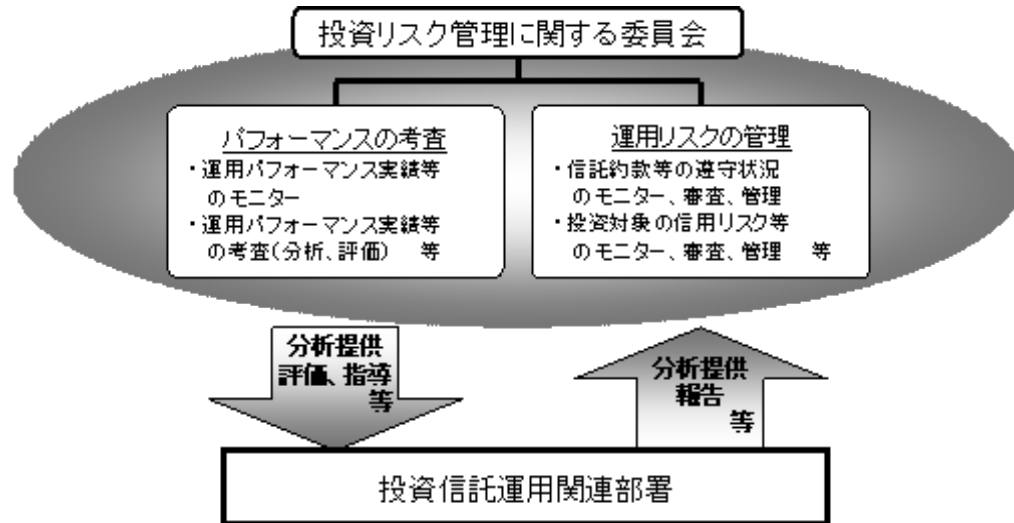 投資リスク管理に関する委員会
パフォーマンスの考査
・運用パフォーマンス実績等
のモニター
・運用パフォーマンス実績等
の考査(分析、評価) 等
運用リスクの管理
・信託約款等の遵守状況
のモニター、審査、管理
・投資対象の信用リスク等
のモニター、審査、管理 等
分析提供
評価、指導
等
分析提供
報告
等
投資信託運用関連部署